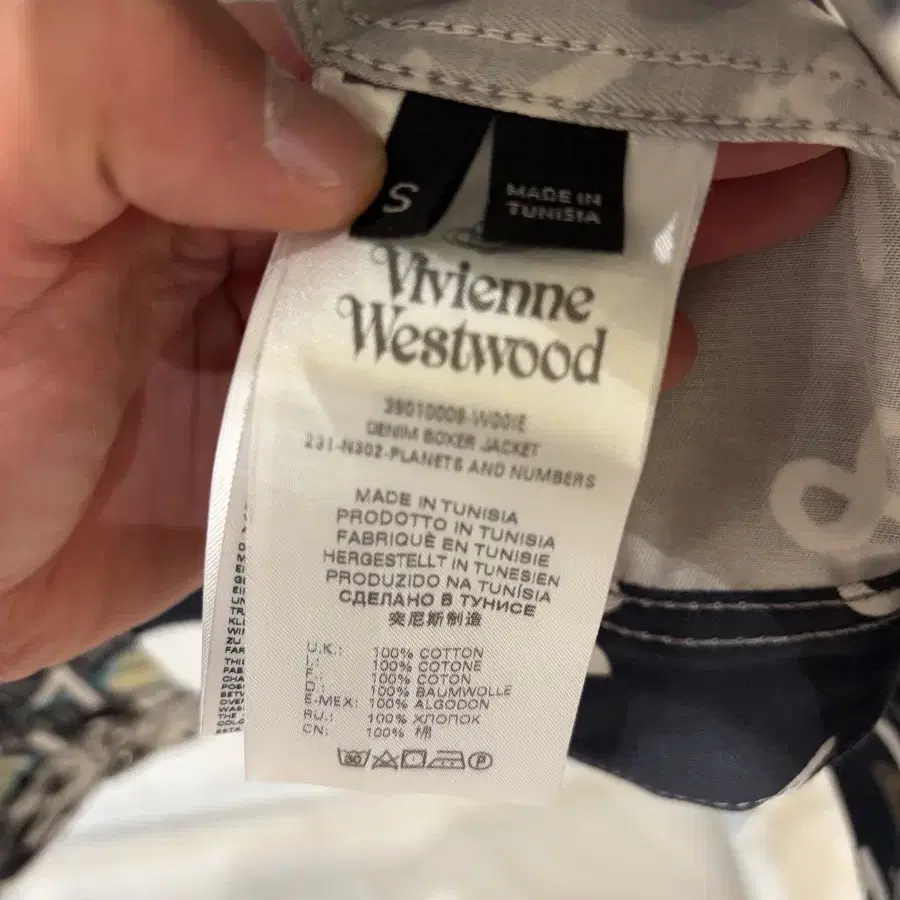 S
MADE IN
TUNISIA
Vivienne
Westwood
DENIM BOXER JACKET
231-N302-PLANETS AND NUMBERS
MADE IN TUNISIA
PRODOTTO IN TUNISIA
FABRIQUÉ EN TUNISIE
HERGESTELLT IN TUNESIEN
PRODUZIDO NA TUNÍSIA
СДЕЛАНО В ТУНИСЕ
突尼斯制造
U.K.: 100% COTTON
I.: 100% COTONE
F.: 100% COTON
D.: 100% BAUMWOLLE
E-MEX: 100% ALGODON
RU.: 100% ХЛОПОК
CN: 100% 棉